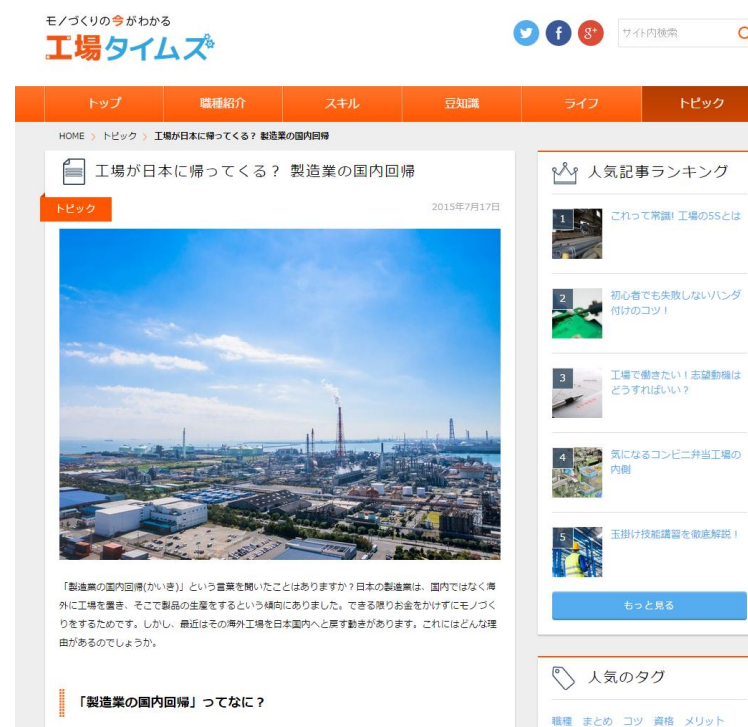 モノづくりの今がわかる
工場タイムズ
サイト内検索
トップ
職種紹介
スキル
豆知識
ライフ
トピック
HOME > トピック > 工場が日本に帰ってくる? 製造業の国内回帰
工場が日本に帰ってくる? 製造業の国内回帰
トピック
2015年7月17日
「製造業の国内回帰(かいき)」という言葉を聞いたことはありますか？日本の製造業は、国内ではなく海
外に工場を置き、そこで製品の生産をするという傾向にありました。できる限りお金をかけずにモノづく
りをするためです。しかし、最近はその海外工場を日本国内へと戻す動きがあります。これにはどんな理
由があるのでしょうか。
「製造業の国内回帰」ってなに？
人気記事ランキング
1
これって常識! 工場の5Sとは
2
初心者でも失敗しないハンダ
付けのコツ！
3
工場で働きたい！志望動機は
どうすればいい？
4
気になるコンビニ弁当工場の
内側
5
玉掛け技能講習を徹底解説！
もっと見る
人気のタグ
職種 まとめ コツ 資格 メリット